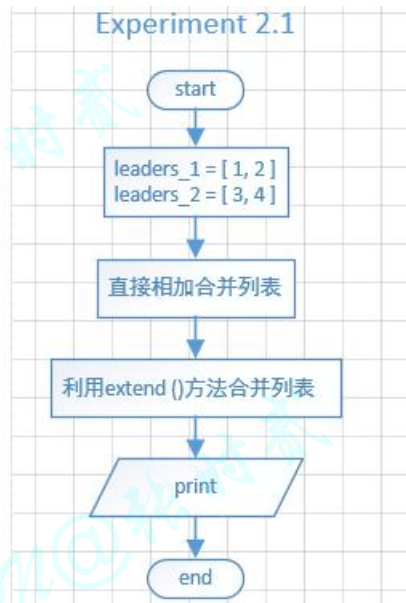 Experiment 2.1
start
leaders_1 = [ 1, 2 ]
leaders_2 = [ 3, 4 ]
直接相加合并列表
利用extend ()方法合并列表
print
end